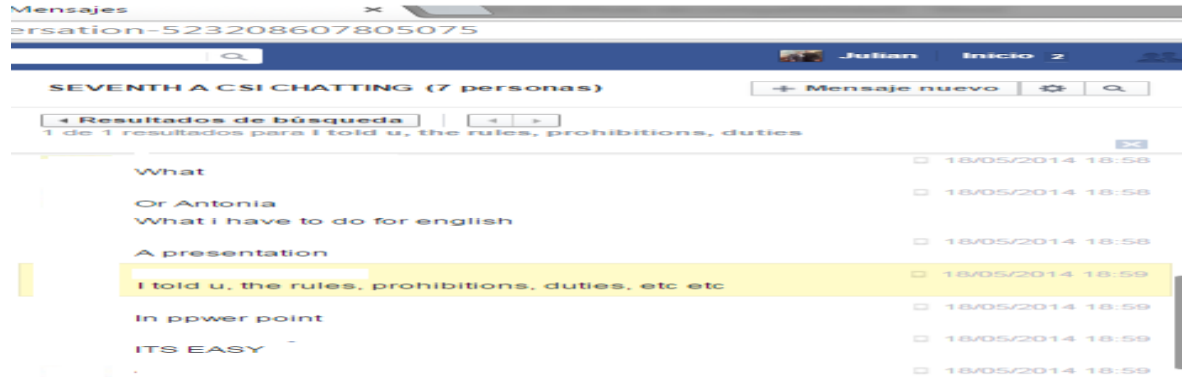 Mensajes
ersation-523208607805075
Julian Inicio 2
SEVENTH A CSI CHATTING (7 personas)
Mensaje nuevo
Resultados de búsqueda
1 de 1 resultados para I told u, the rules, prohibitions, duties
18/05/2014 18:58
What
18/05/2014 18:58
Or Antonia
What i have to do for english
18/05/2014 18:58
A presentation
18/05/2014 18:59
I told u, the rules, prohibitions, duties, etc etc
18/05/2014 18:59
In ppwer point
18/05/2014 18:59
ITS EASY
18/05/2014 18:59